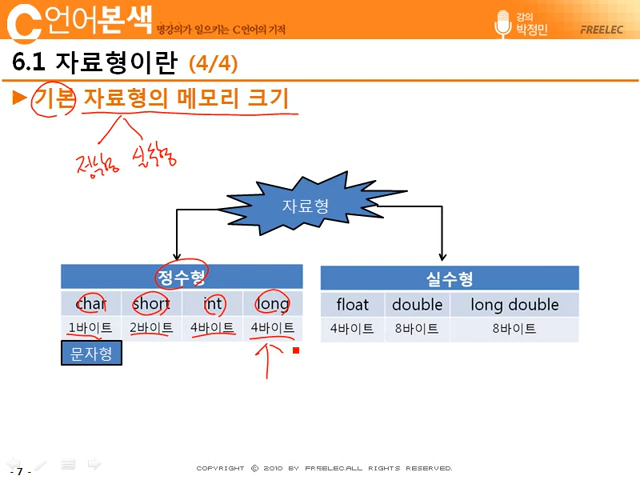 C언어본색 명강의가 일으키는 C언어의 기적
강의
박정민
FREELEC
6.1 자료형이란 (4/4)
▶ 기본 자료형의 메모리 크기
정수형 실수형
자료형
정수형
char short int long
1바이트 2바이트 4바이트 4바이트
문자형
실수형
float double long double
4바이트 8바이트 8바이트
- 7 -
COPYRIGHT ⓒ 2010 BY FREELEC.ALL RIGHTS RESERVED.